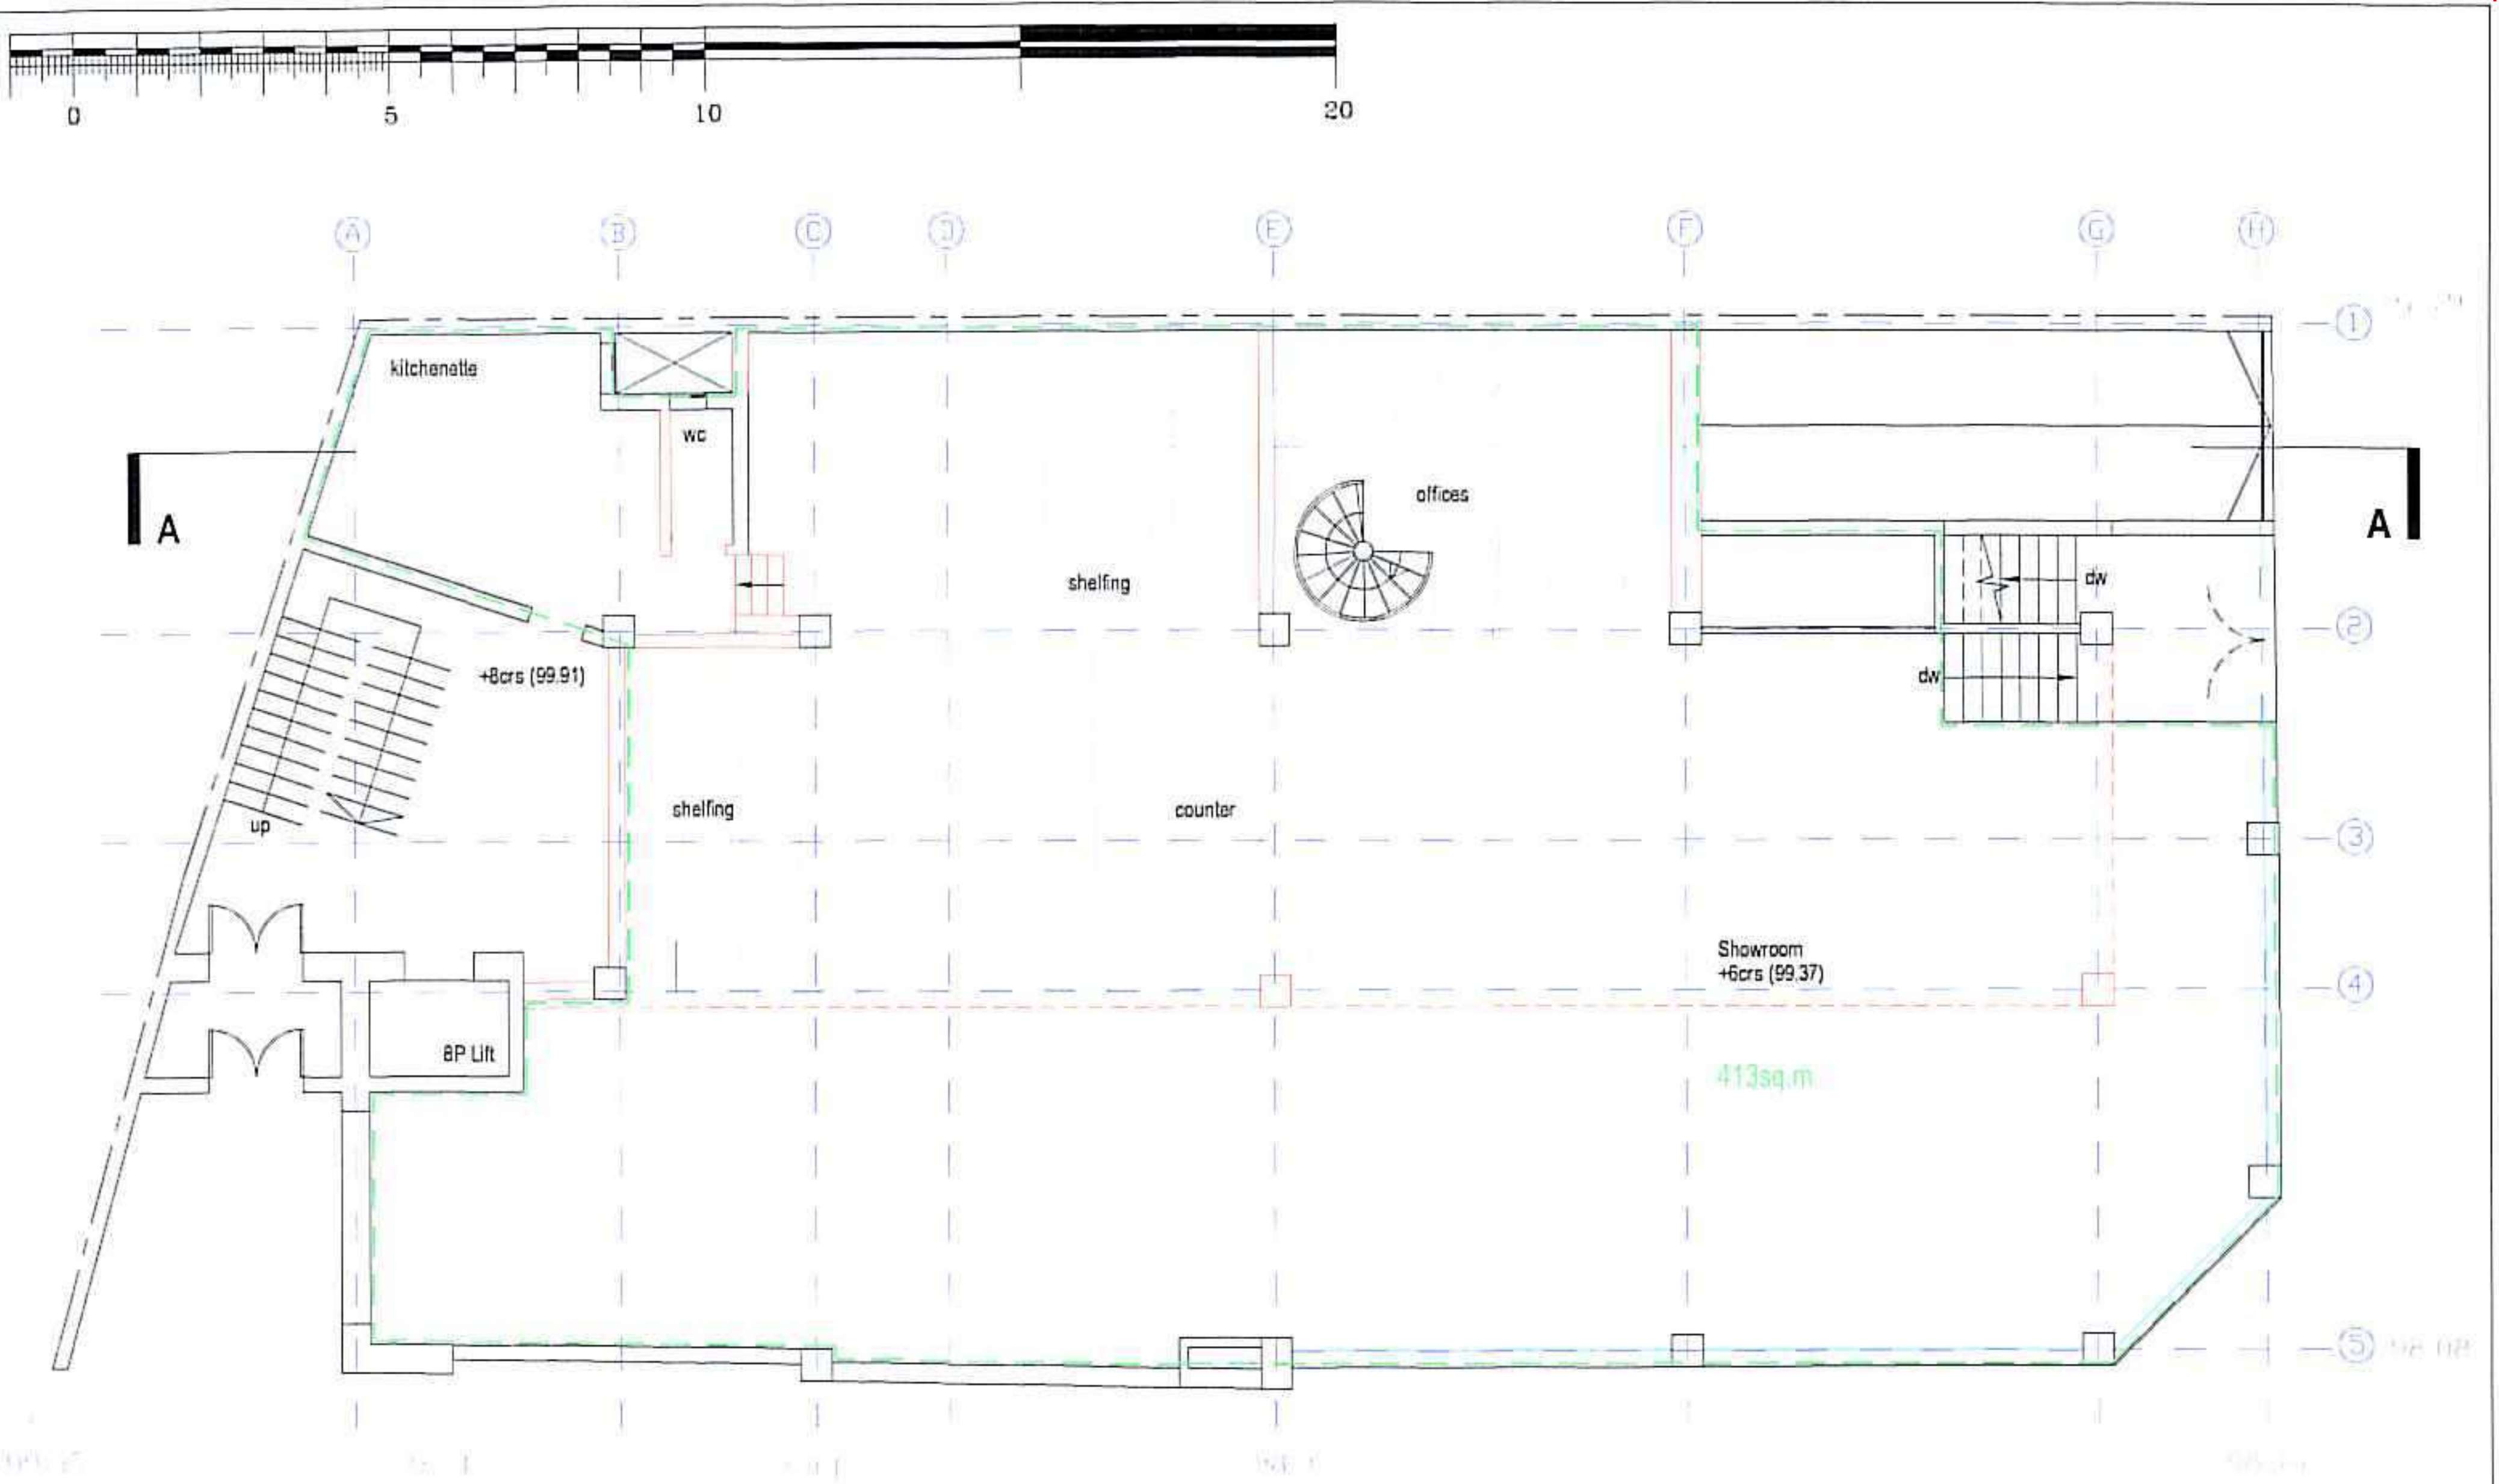 0 5 10 20
A B C D E F G H
1
kitchenette
wc
A
A
offices
shelfing
dw
2
+8crs (99.91)
dw
shelfing
counter
up
3
Showroom
+6crs (99.37)
4
8P Lift
413sq.m
5